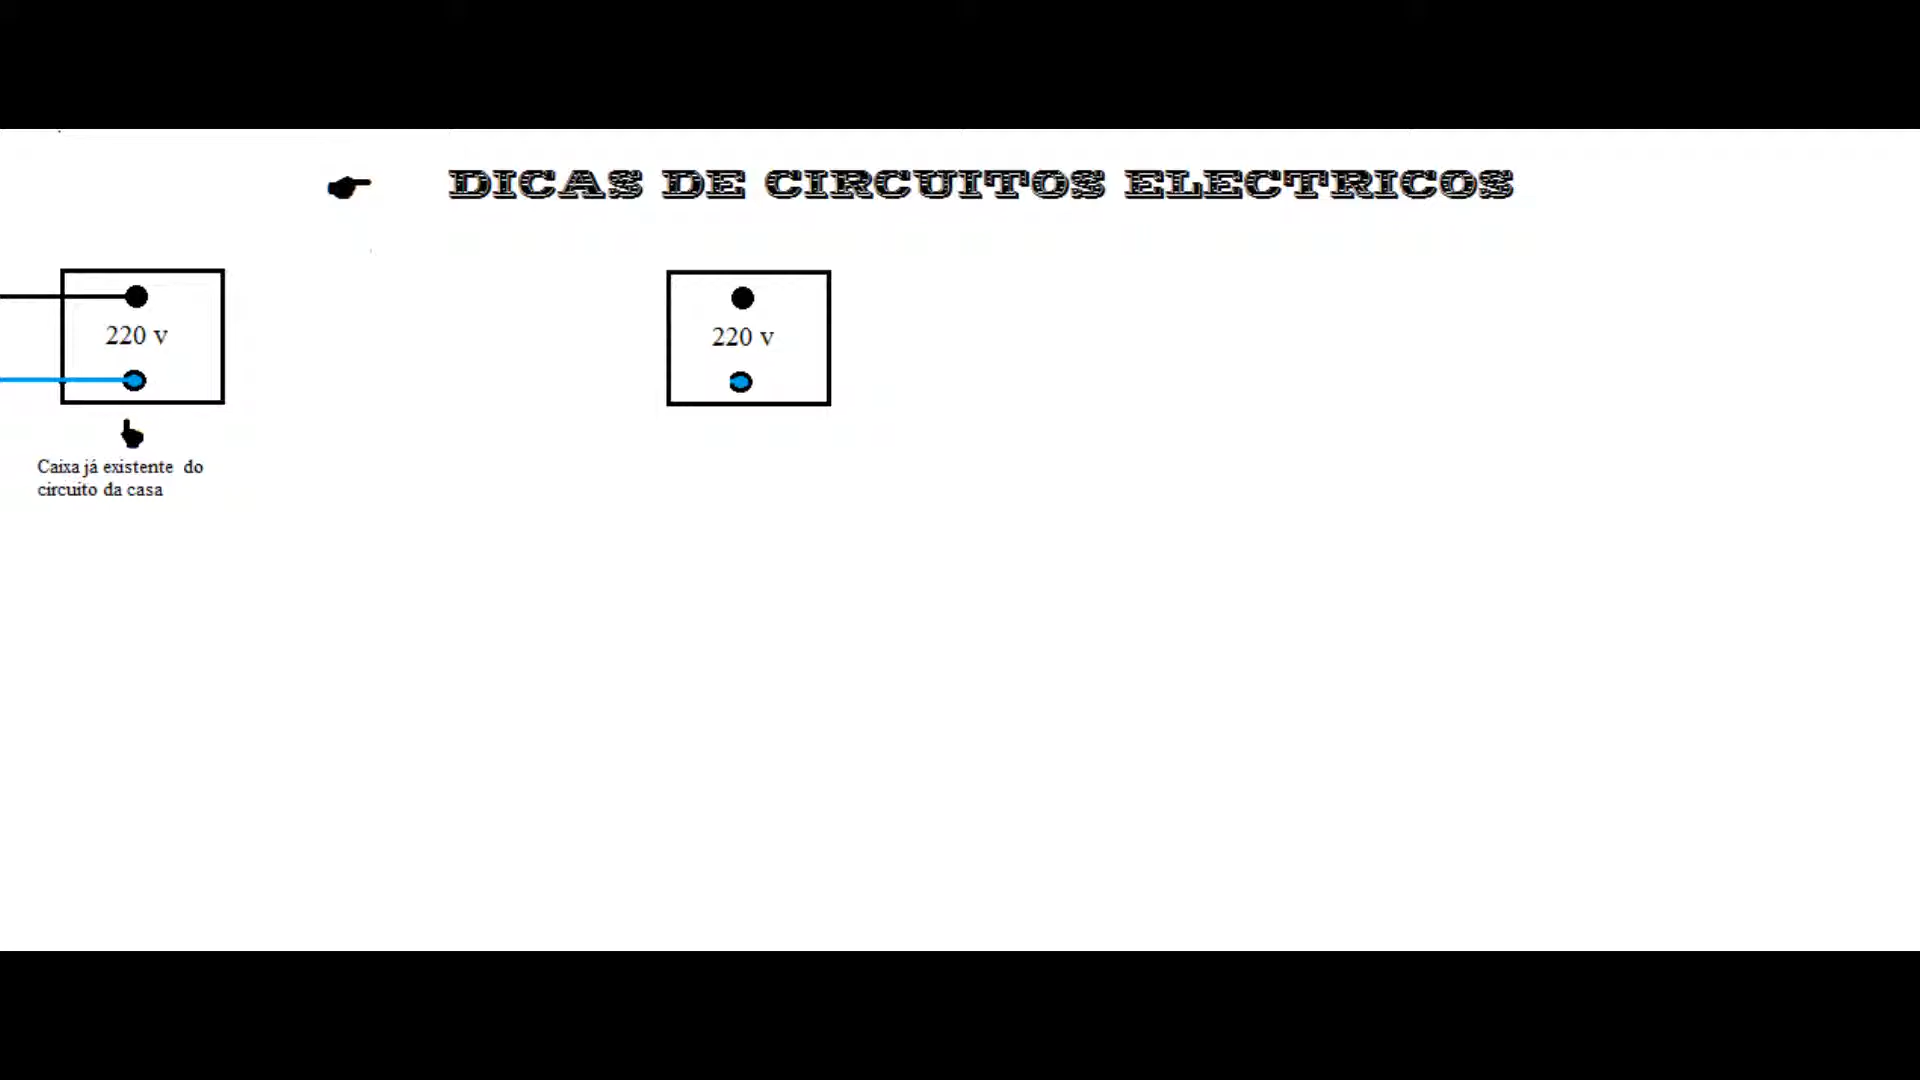 DICAS DE CIRCUITOS ELECTRICOS
220 v
220 v
Caixa já existente do
circuito da casa